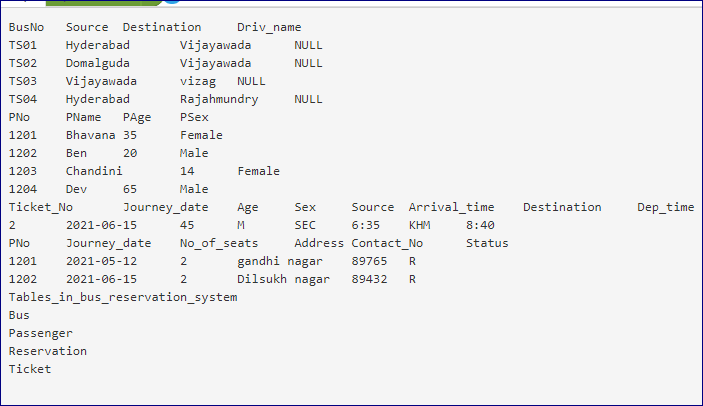 BusNo Source Destination Driv_name
TS01 Hyderabad Vijayawada NULL
TS02 Domalguda Vijayawada NULL
TS03 Vijayawada vizag NULL
TS04 Hyderabad Rajahmundry NULL
PNo PName PAge PSex
1201 Bhavana 35 Female
1202 Ben 20 Male
1203 Chandini 14 Female
1204 Dev 65 Male
Ticket_No Journey_date Age Sex Source Arrival_time Destination Dep_time
2 2021-06-15 45 M SEC 6:35 KHM 8:40
PNo Journey_date No_of_seats Address Contact_No Status
1201 2021-05-12 2 gandhi nagar 89765 R
1202 2021-06-15 2 Dilsukh nagar 89432 R
Tables_in_bus_reservation_system
Bus
Passenger
Reservation
Ticket